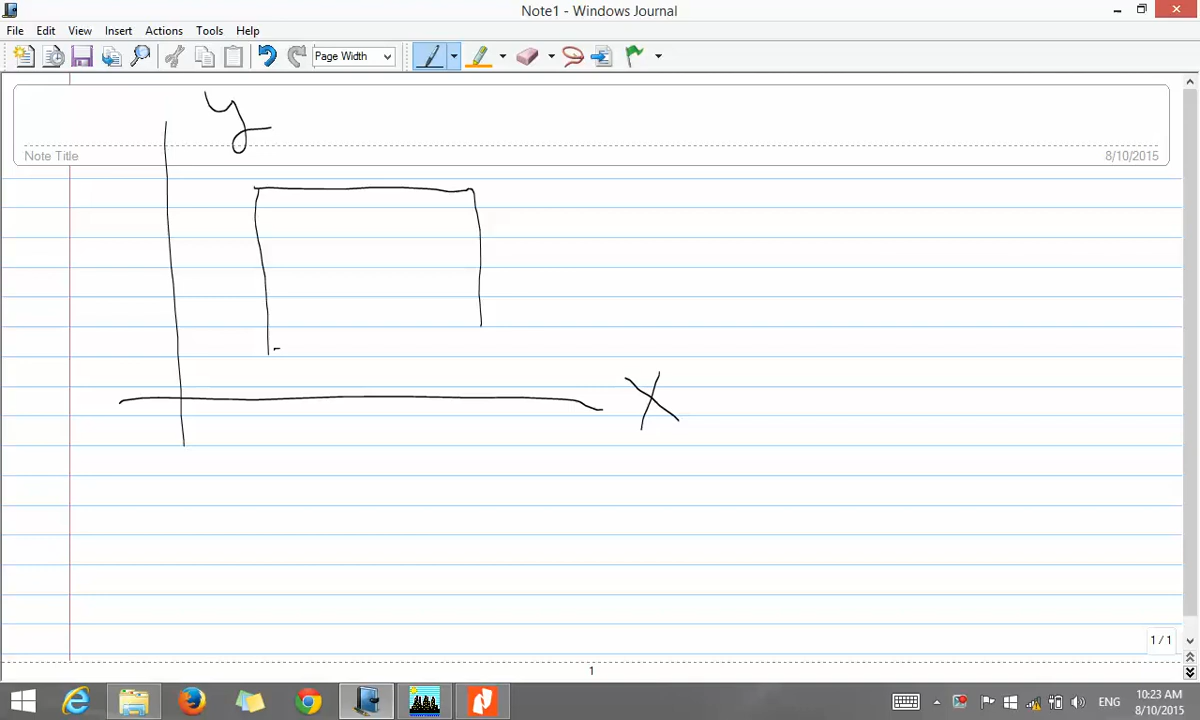 Note1 - Windows Journal
File Edit View Insert Actions Tools Help
Page Width
y
Note Title
8/10/2015
X
1 / 1
1
ENG
10:23 AM
8/10/2015